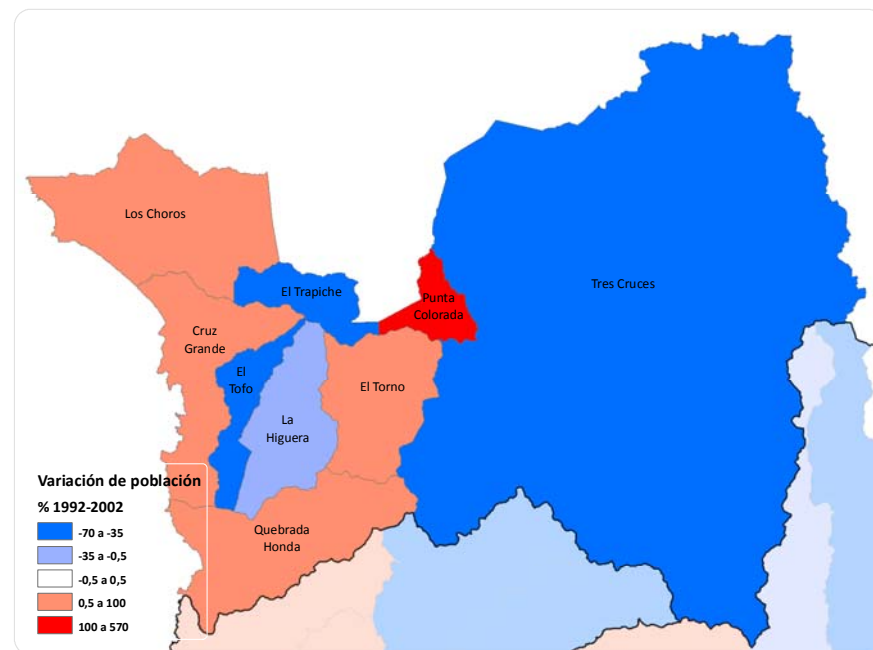 Los Choros
El Trapiche
Tres Cruces
Punta
Colorada
Cruz
Grande
El
Tofo
El Torno
La
Higuera
Quebrada
Honda
Variación de población
% 1992-2002
-70 a -35
-35 a -0,5
-0,5 a 0,5
0,5 a 100
100 a 570